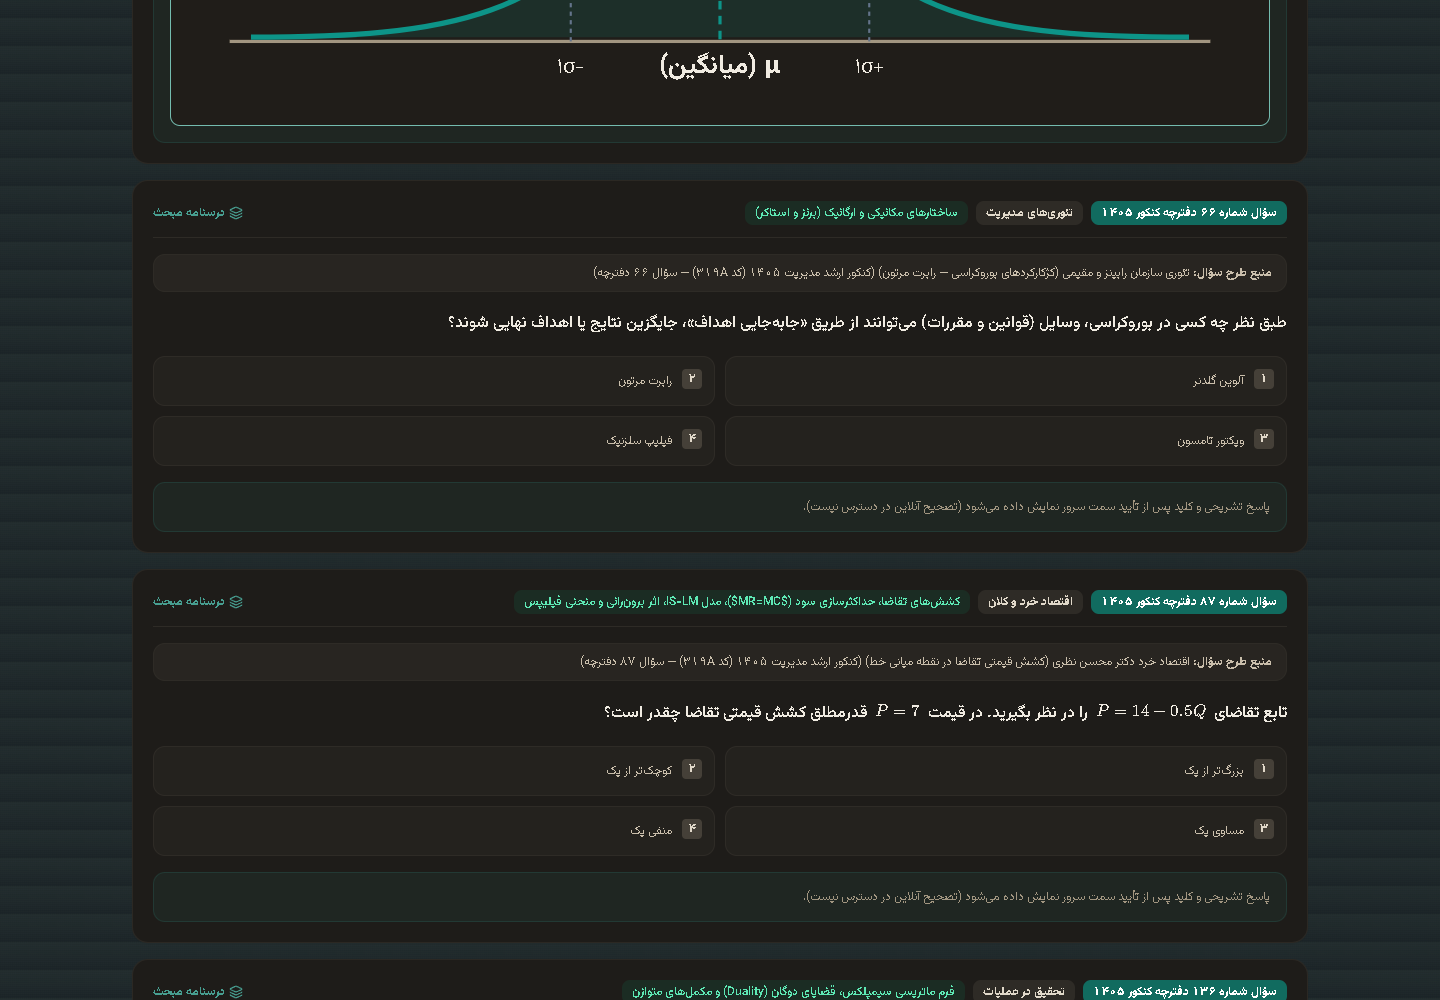 −۱σ
μ (میانگین)
+۱σ
سؤال شماره ۶۶ دفترچه کنکور ۱۴۰۵
تئوری‌های مدیریت
ساختارهای مکانیکی و ارگانیک (برنز و استاکر)
درسنامه مبحث
منبع طرح سؤال: تئوری سازمان رابینز و مقیمی (کژکارکردهای بوروکراسی — رابرت مرتون) (کنکور ارشد مدیریت ۱۴۰۵ (کد ۳۱۹A) — سؤال ۶۶ دفترچه)
طبق نظر چه کسی در بوروکراسی، وسایل (قوانین و مقررات) می‌توانند از طریق «جابه‌جایی اهداف»، جایگزین نتایج یا اهداف نهایی شوند؟
۱ آلوین گلدنر
۲ رابرت مرتون
۳ ویکتور تامسون
۴ فیلیپ سلزنیک
پاسخ تشریحی و کلید پس از تأیید سمت سرور نمایش داده می‌شود (تصحیح آنلاین در دسترس نیست).
سؤال شماره ۸۷ دفترچه کنکور ۱۴۰۵
اقتصاد خرد و کلان
کشش‌های تقاضا، حداکثرسازی سود ($MR=MC$)، مدل IS-LM، اثر برون‌رانی و منحنی فیلیپس
درسنامه مبحث
منبع طرح سؤال: اقتصاد خرد دکتر محسن نظری (کشش قیمتی تقاضا در نقطه میانی خط) (کنکور ارشد مدیریت ۱۴۰۵ (کد ۳۱۹A) — سؤال ۸۷ دفترچه)
تابع تقاضای P = 14 − 0.5Q را در نظر بگیرید. در قیمت P = 7 قدرمطلق کشش قیمتی تقاضا چقدر است؟
۱ بزرگ‌تر از یک
۲ کوچک‌تر از یک
۳ مساوی یک
۴ منفی یک
پاسخ تشریحی و کلید پس از تأیید سمت سرور نمایش داده می‌شود (تصحیح آنلاین در دسترس نیست).
سؤال شماره ۱۳۶ دفترچه کنکور ۱۴۰۵
تحقیق در عملیات
فرم ماتریسی سیمپلکس، قضایای دوگان (Duality) و مکمل‌های متوازن
درسنامه مبحث